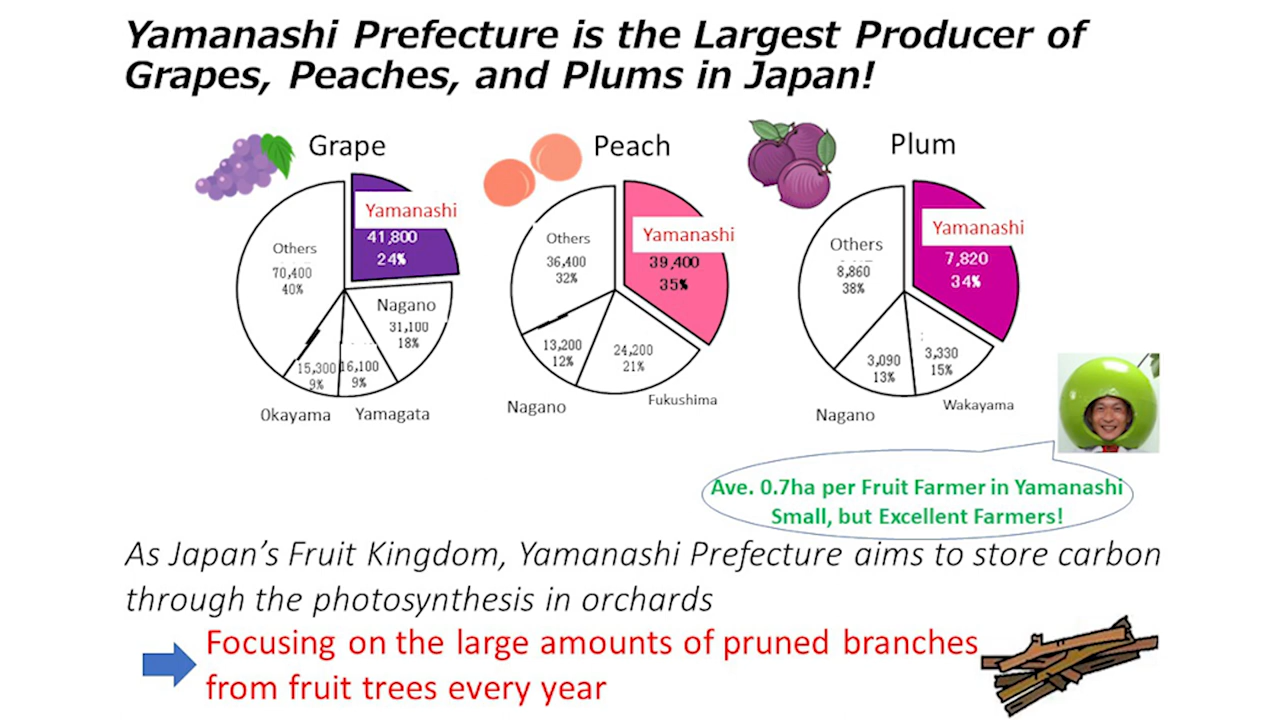 Yamanashi Prefecture is the Largest Producer of
Grapes, Peaches, and Plums in Japan!
Grape
Yamanashi
41,800
24%
Nagano
31,100
18%
16,100
9%
Yamagata
15,300
9%
Okayama
Others
70,400
40%
Peach
Yamanashi
39,400
35%
24,200
21%
Fukushima
13,200
12%
Nagano
Others
36,400
32%
Plum
Yamanashi
7,820
34%
3,330
15%
Wakayama
3,090
13%
Nagano
Others
8,860
38%
Ave. 0.7ha per Fruit Farmer in Yamanashi
Small, but Excellent Farmers!
As Japan’s Fruit Kingdom, Yamanashi Prefecture aims to store carbon
through the photosynthesis in orchards
Focusing on the large amounts of pruned branches
from fruit trees every year